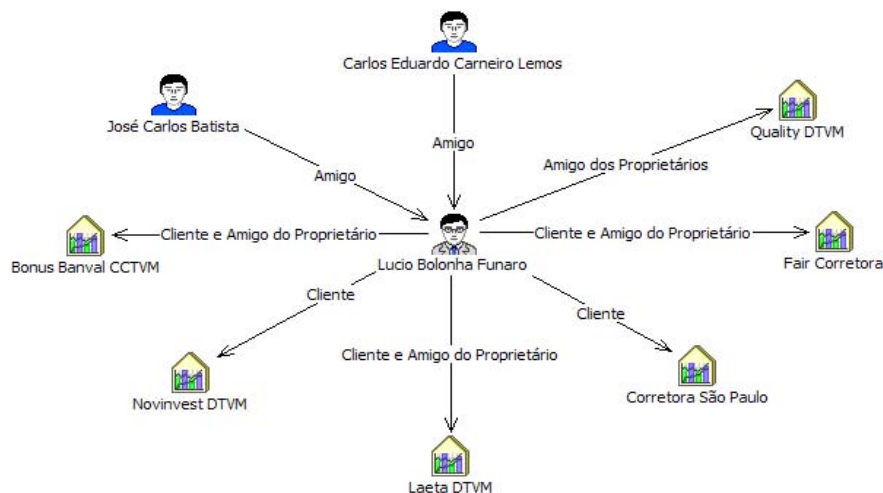 Carlos Eduardo Carneiro Lemos
José Carlos Batista
Quality DTVM
Amigo
Amigo dos Proprietários
Amigo
Cliente e Amigo do Proprietário
Cliente e Amigo do Proprietário
Bonus Banval CCTVM
Lucio Bolonha Funaro
Fair Corretora
Cliente
Cliente
Cliente e Amigo do Proprietário
Novinvest DTVM
Corretora São Paulo
Laeta DTVM